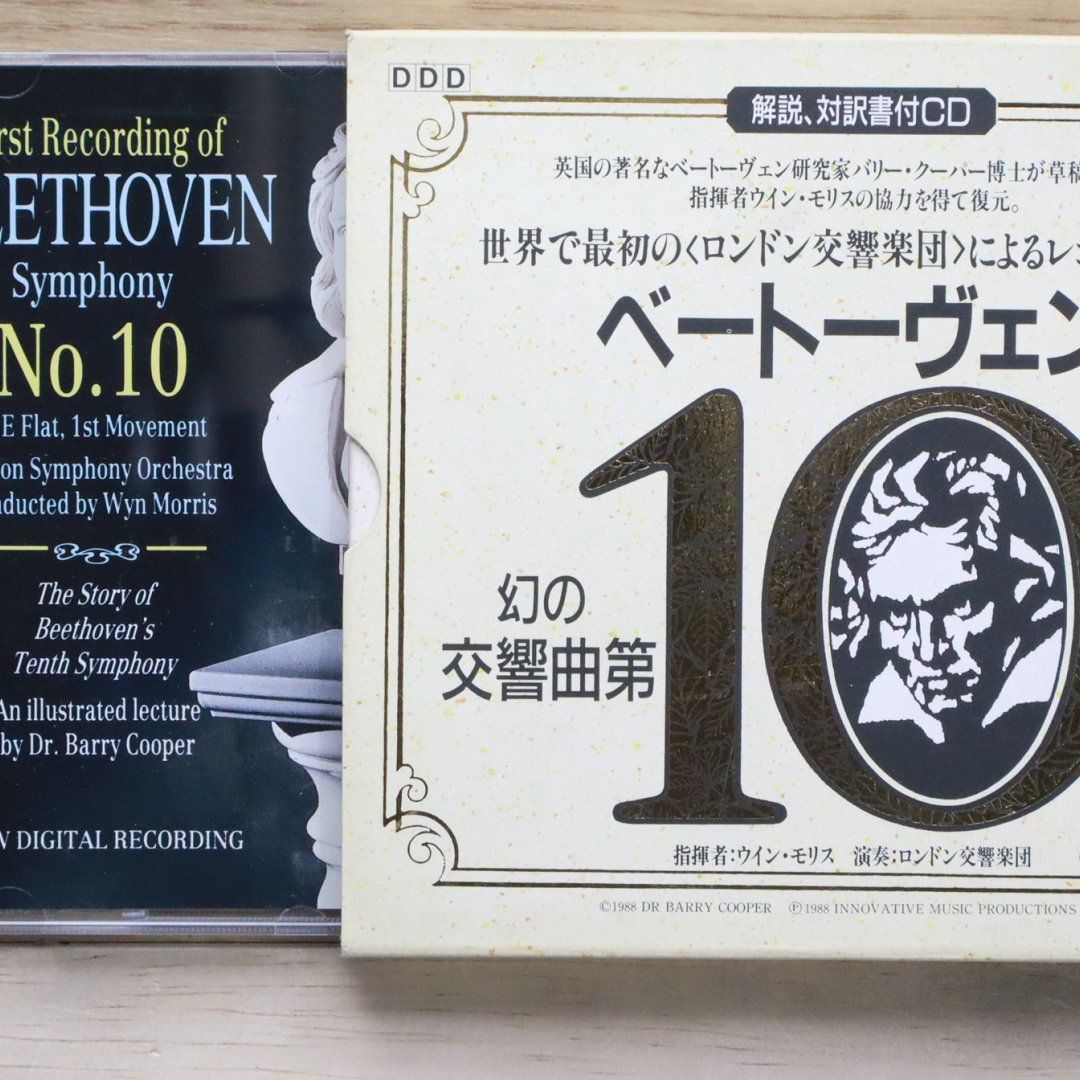 rst Recording of
EETHOVEN
Symphony
No.10
E Flat, 1st Movement
on Symphony Orchestra
nducted by Wyn Morris
The Story of
Beethoven's
Tenth Symphony
An illustrated lecture
by Dr. Barry Cooper
W DIGITAL RECORDING
DDD
解説、対訳書付CD
英国の著名なベートーヴェン研究家バリー・クーパー博士が草稿
指揮者ウイン・モリスの協力を得て復元。
世界で最初の〈ロンドン交響楽団〉によるレ
ベートーヴェン
幻の
交響曲第
10
指揮者:ウイン・モリス 演奏:ロンドン交響楽団
©1988 DR BARRY COOPER ℗1988 INNOVATIVE MUSIC PRODUCTIONS